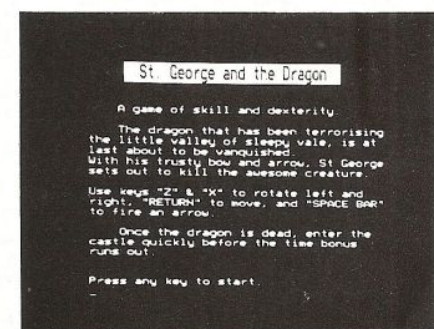 St. George and the Dragon
A game of skill and dexterity.
The dragon that has been terrorising
the little valley of sleepy vale, is at
last about to be vanquished.
With his trusty bow and arrow, St George
sets out to kill the awesome creature.
Use keys "Z" & "X" to rotate left and
right, "RETURN" to move, and "SPACE BAR"
to fire an arrow.
Once the dragon is dead, enter the
castle quickly before the time bonus
runs out.
Press any key to start.